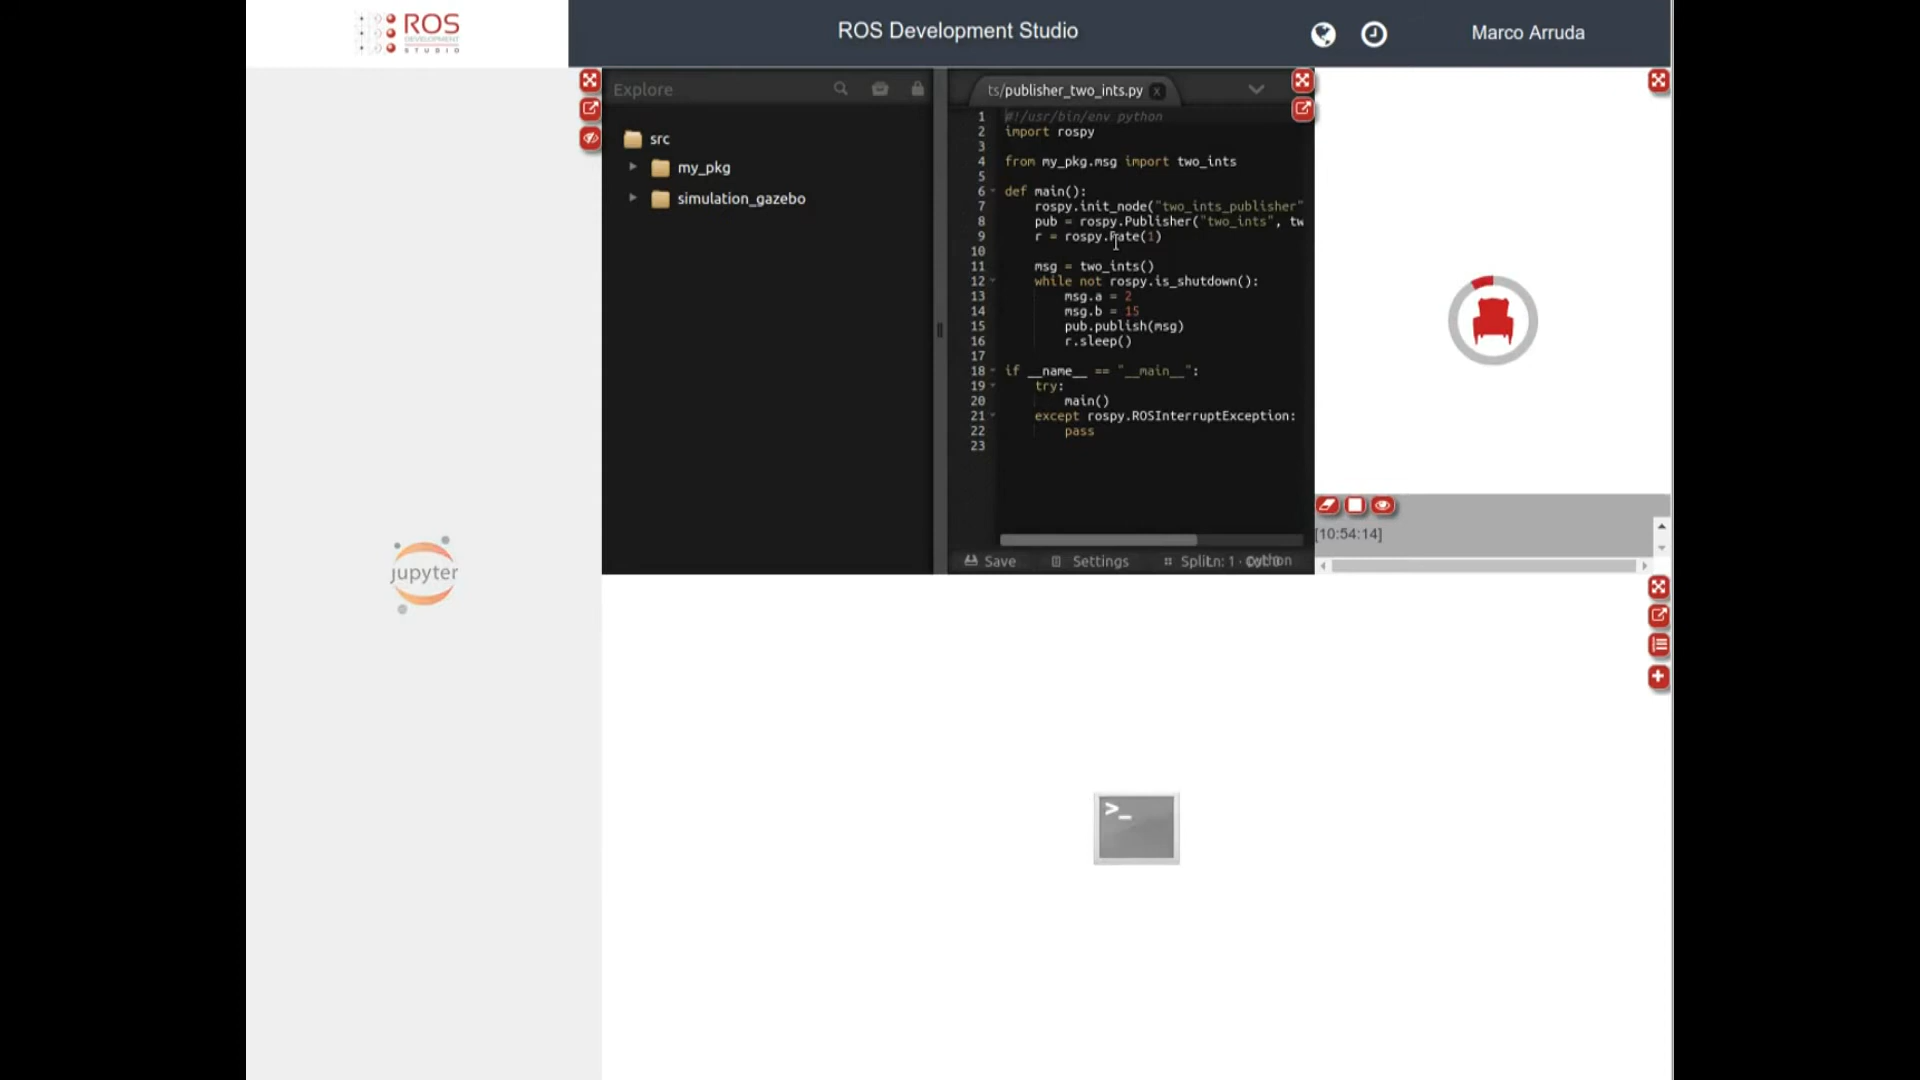 ROS
DEVELOPMENT
STUDIO
ROS Development Studio
Marco Arruda
Explore
src
my_pkg
simulation_gazebo
ts/publisher_two_ints.py x
1 #!/usr/bin/env python
2 import rospy
3
4 from my_pkg.msg import two_ints
5
6 def main():
7 rospy.init_node("two_ints_publisher"
8 pub = rospy.Publisher("two_ints", tw
9 r = rospy.Rate(1)
10
11 msg = two_ints()
12 while not rospy.is_shutdown():
13 msg.a = 2
14 msg.b = 15
15 pub.publish(msg)
16 r.sleep()
17
18 if __name__ == "__main__":
19 try:
20 main()
21 except rospy.ROSInterruptException:
22 pass
23
Save Settings Split
[10:54:14]
jupyter
>_